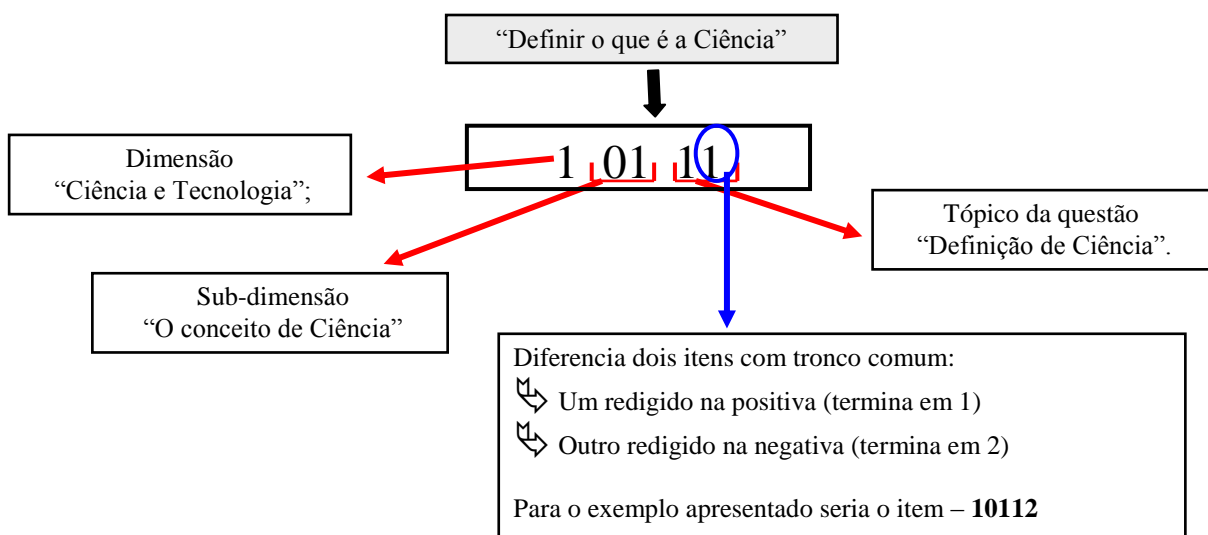 “Definir o que é a Ciência”
1 01 11
Dimensão
“Ciência e Tecnologia”;
Tópico da questão
“Definição de Ciência”.
Sub-dimensão
“O conceito de Ciência”
Diferencia dois itens com tronco comum:
Um redigido na positiva (termina em 1)
Outro redigido na negativa (termina em 2)
Para o exemplo apresentado seria o item – 10112